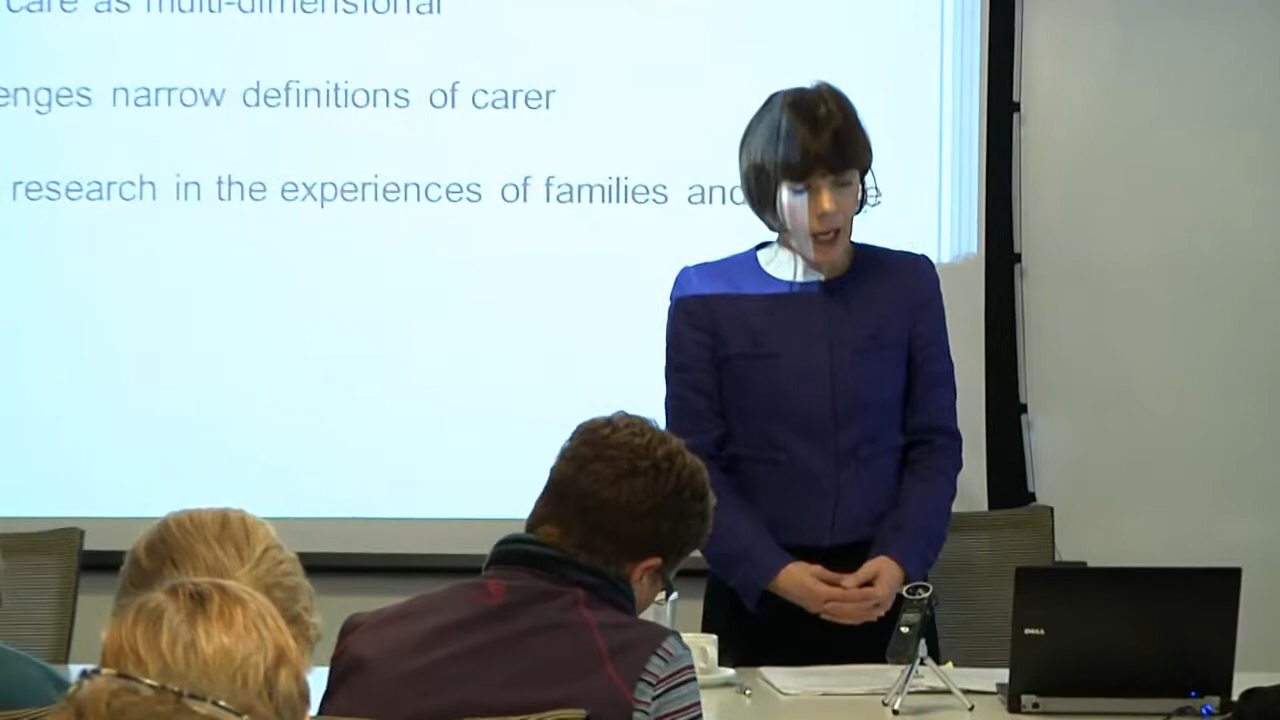 care as multi-dimensional
enges narrow definitions of carer
research in the experiences of families and
DELL